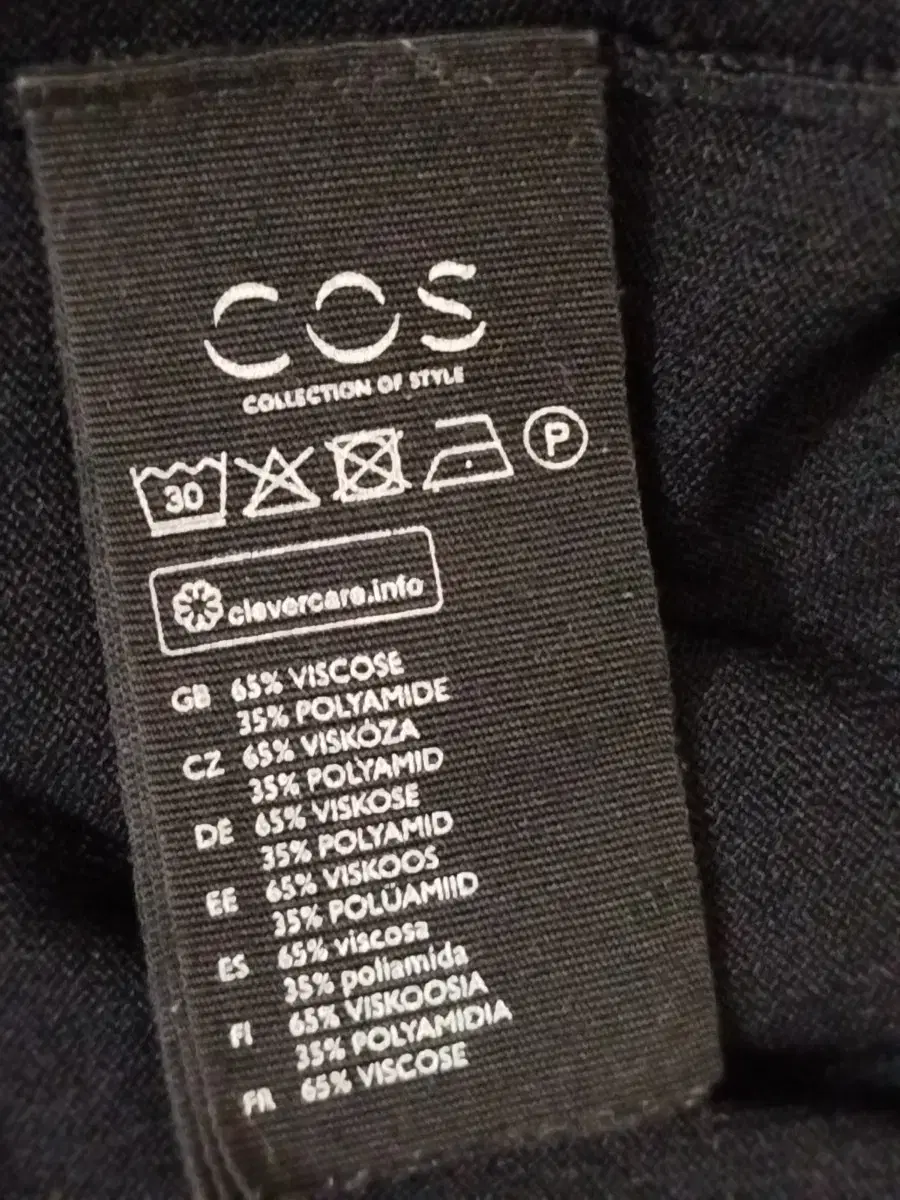 COS
COLLECTION OF STYLE
30 P
clevercare.info
GB 65% VISCOSE
35% POLYAMIDE
CZ 65% VISKÓZA
35% POLYAMID
DE 65% VISKOSE
35% POLYAMID
EE 65% VISKOOS
35% POLÜAMIID
ES 65% viscosa
35% poliamida
FI 65% VISKOOSIA
35% POLYAMIDIA
FR 65% VISCOSE